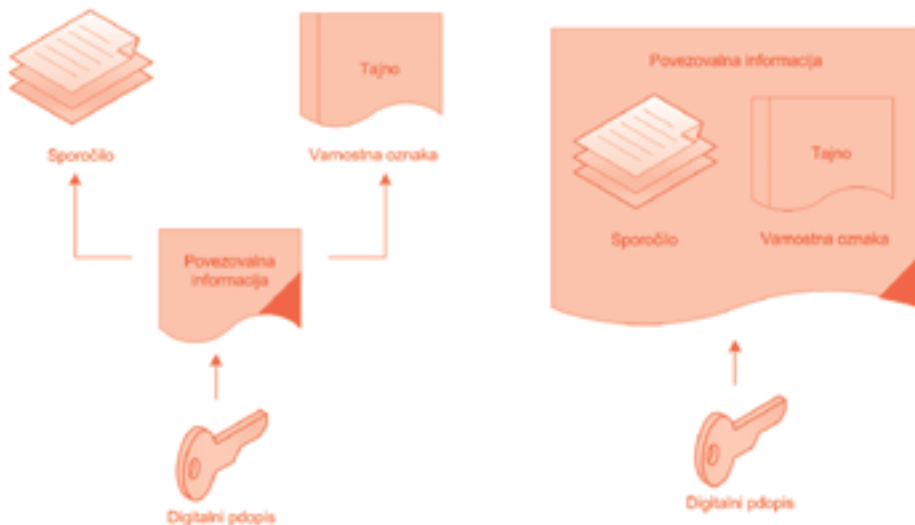 Tajno
Sporočilo
Varnostna oznaka
Povezovalna
informacija
Digitalni pdopis
Povezovalna informacija
Tajno
Sporočilo
Varnostna oznaka
Digitalni pdopis